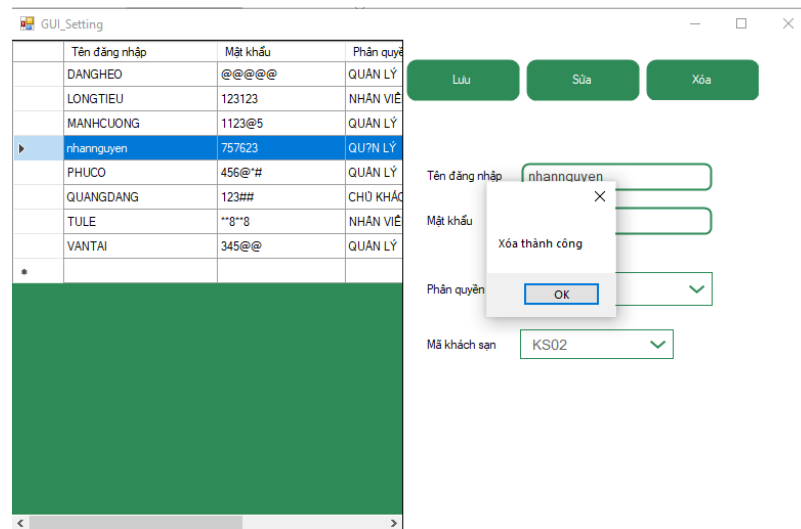 GUI_Setting
Tên đăng nhập Mật khẩu Phân quyề
DANGHEO @@@@@ QUẢN LÝ
LONGTIEU 123123 NHÂN VIÊ
MANHCUONG 1123@5 QUẢN LÝ
nhannguyen 757623 QU?N LÝ
PHUCO 456@*# QUẢN LÝ
QUANGDANG 123## CHỦ KHÁC
TULE **8**8 NHÂN VIÊ
VANTAI 345@@ QUẢN LÝ
Lưu Sửa Xóa
Tên đăng nhập nhannguyen
Mật khẩu
Phân quyền
Mã khách sạn KS02
Xóa thành công
OK